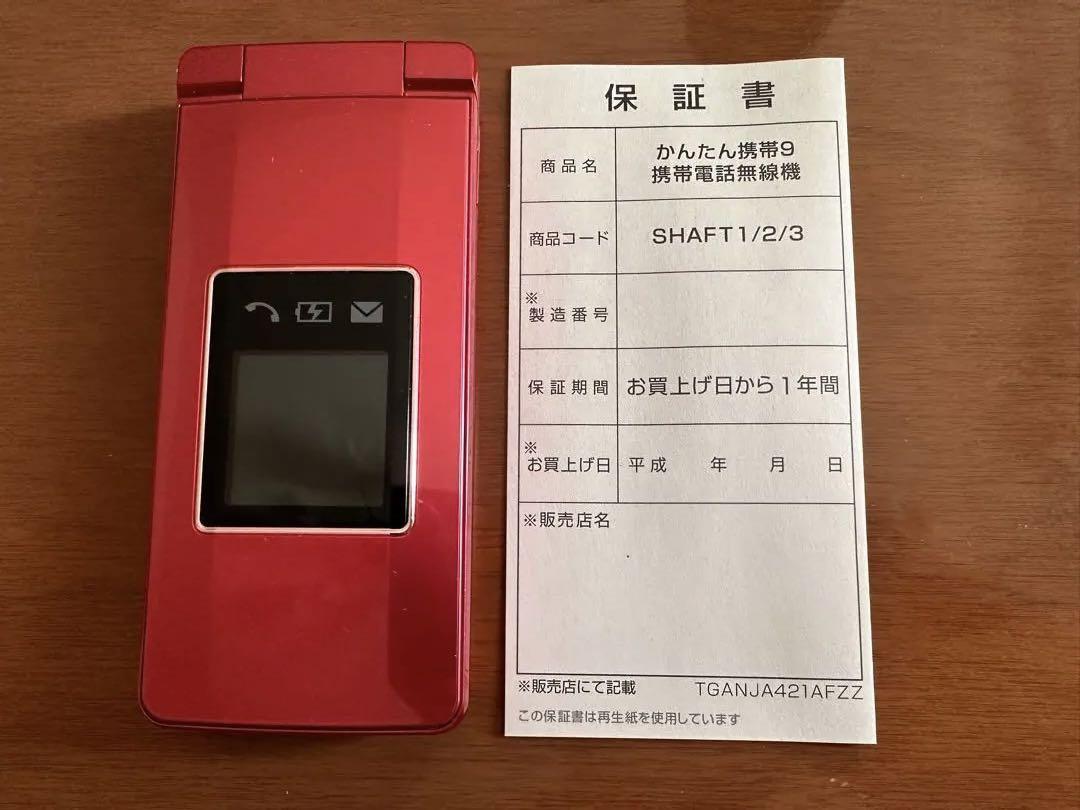 保証書
商品名
かんたん携帯9
携帯電話無線機
商品コード
SHAFT1/2/3
※
製造番号
保証期間
お買上げ日から1年間
※
お買上げ日
平成 年 月 日
※販売店名
※販売店にて記載 TGANJA421AFZZ
この保証書は再生紙を使用しています